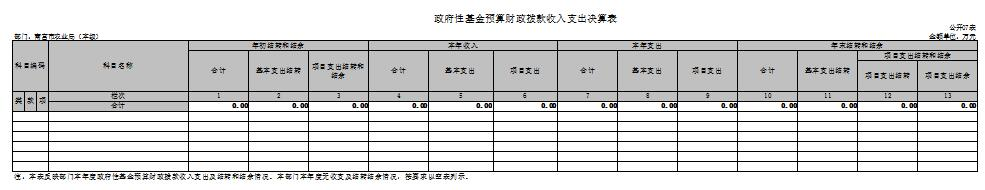 政府性基金预算财政拨款收入支出决算表
公开07表
部门：南宫市农业局（本级） 金额单位：万元
科目编码 科目名称 年初结转和结余 本年收入 本年支出 年末结转和结余
合计 基本支出结转 项目支出结转和结余 合计 基本支出 项目支出 合计 基本支出 项目支出 合计 基本支出结转 项目支出结转和结余
项目支出结转 项目支出结余
类 款 项 栏次 1 2 3 4 5 6 7 8 9 10 11 12 13
合计 0.00 0.00 0.00 0.00 0.00 0.00 0.00 0.00 0.00 0.00 0.00 0.00 0.00
注：本表反映部门本年度政府性基金预算财政拨款收入支出及结转和结余情况。本部门本年度无收支及结转结余情况，按要求以空表列示。